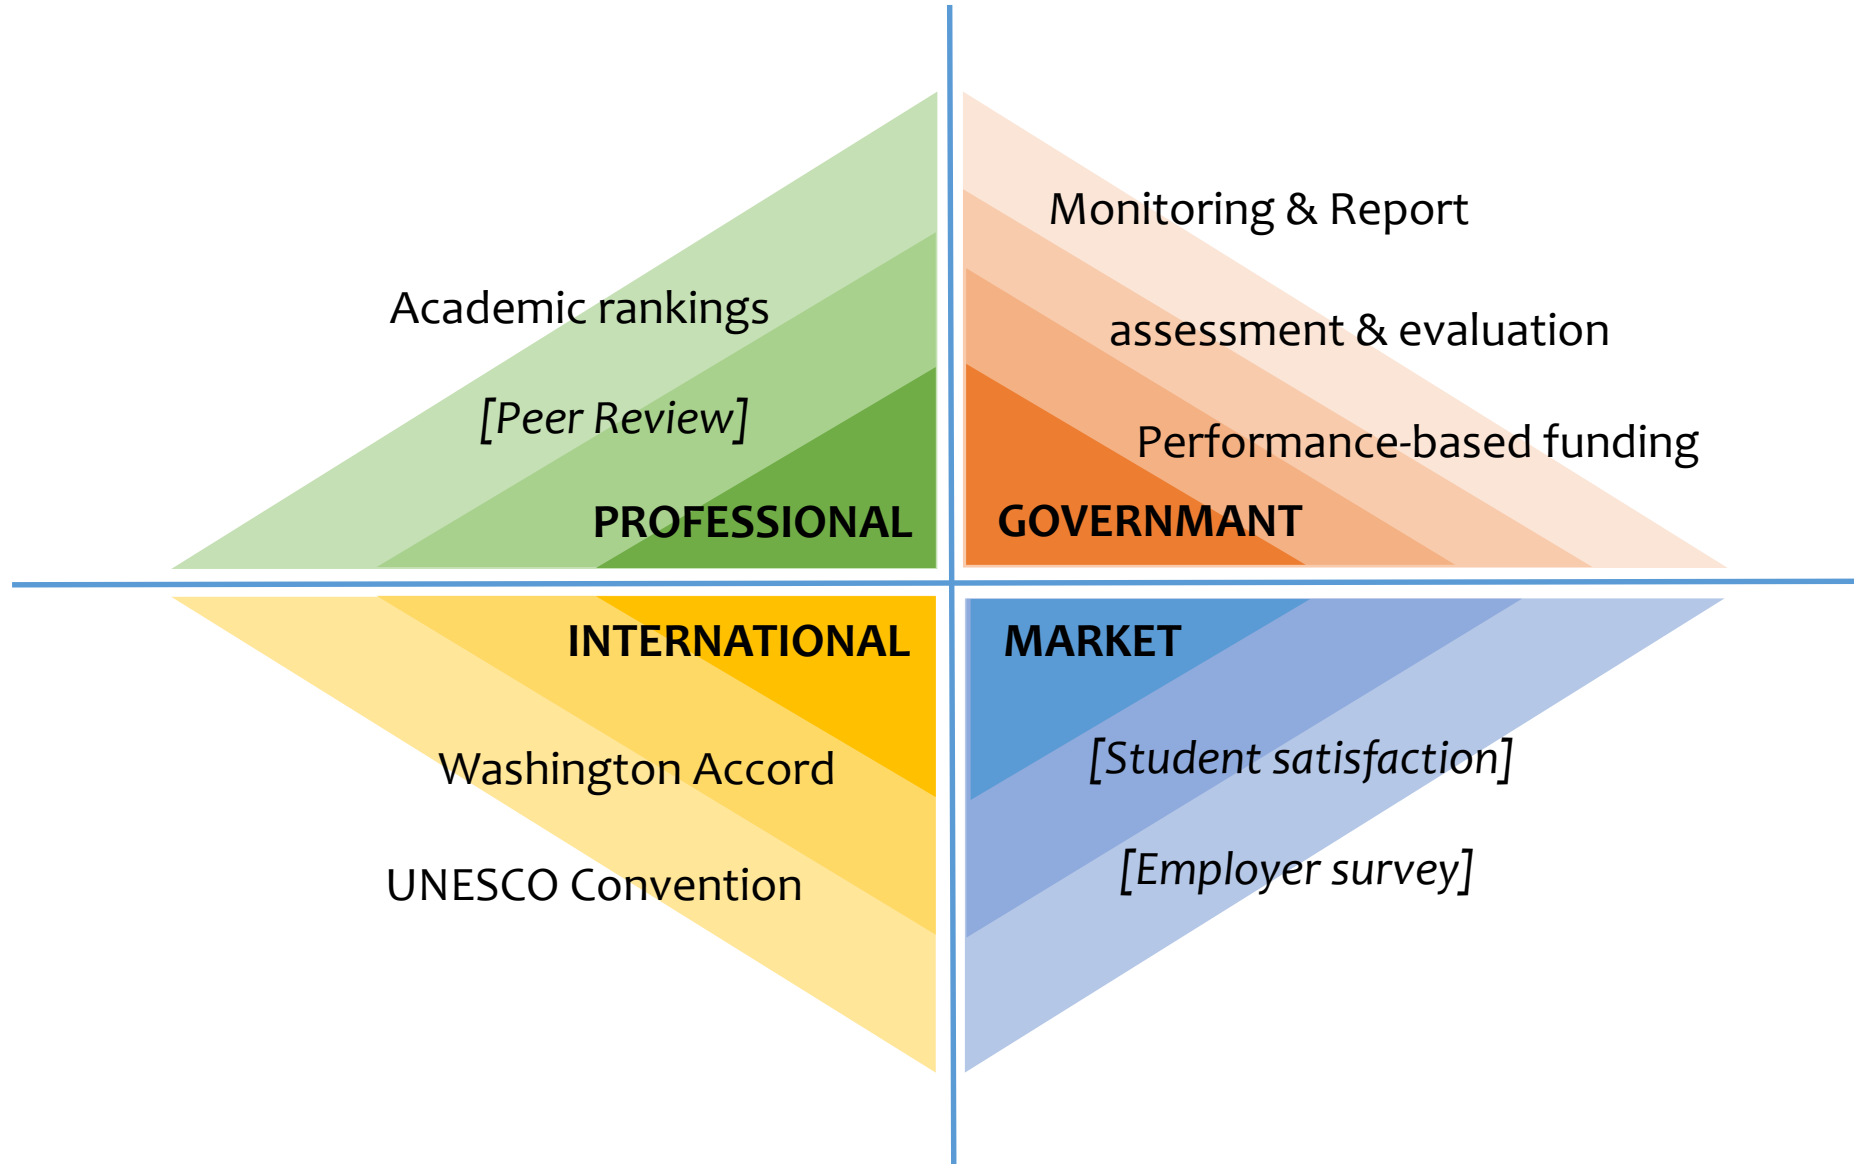 Academic rankings
[Peer Review]
PROFESSIONAL
Monitoring & Report
assessment & evaluation
Performance-based funding
GOVERNMANT
INTERNATIONAL
Washington Accord
UNESCO Convention
MARKET
[Student satisfaction]
[Employer survey]